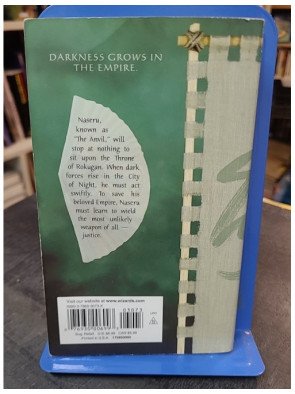 DARKNESS GROWS IN
THE EMPIRE.
Naseru,
known as
"The Anvil," will
stop at nothing to
sit upon the Throne
of Rokugan. When dark
forces rise in the City
of Night, he must act
swiftly. To save his
beloved Empire, Naseru
must learn to wield
the most unlikely
weapon of all —
justice.
Visit our website at www.wizards.com